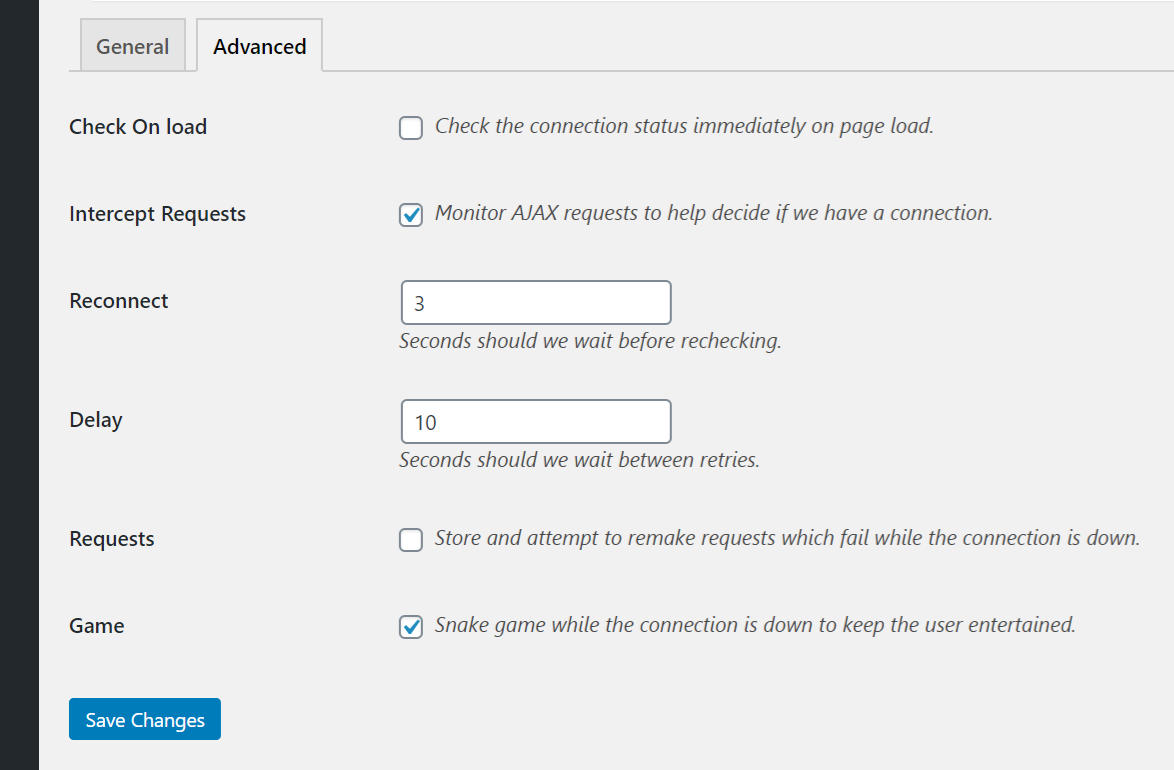 General Advanced
Check On load Check the connection status immediately on page load.
Intercept Requests Monitor AJAX requests to help decide if we have a connection.
Reconnect 3
Seconds should we wait before rechecking.
Delay 10
Seconds should we wait between retries.
Requests Store and attempt to remake requests which fail while the connection is down.
Game Snake game while the connection is down to keep the user entertained.
Save Changes